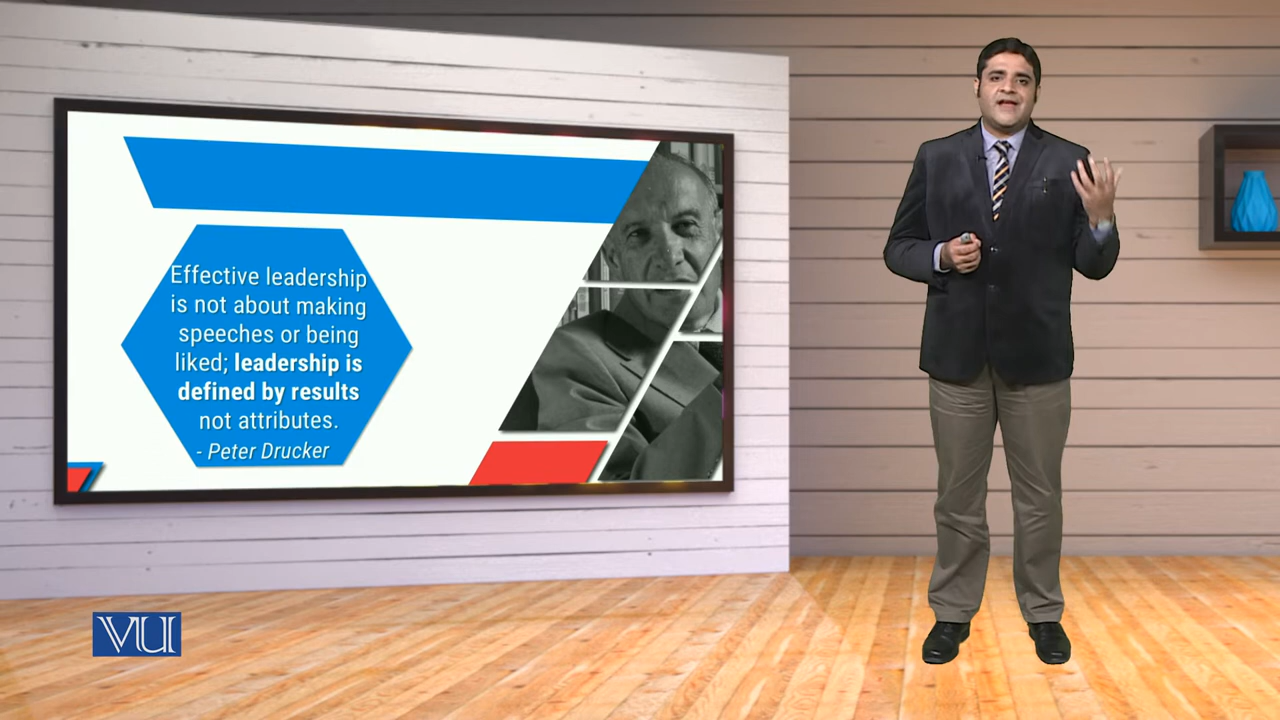 Effective leadership
is not about making
speeches or being
liked; leadership is
defined by results
not attributes.
- Peter Drucker
VU